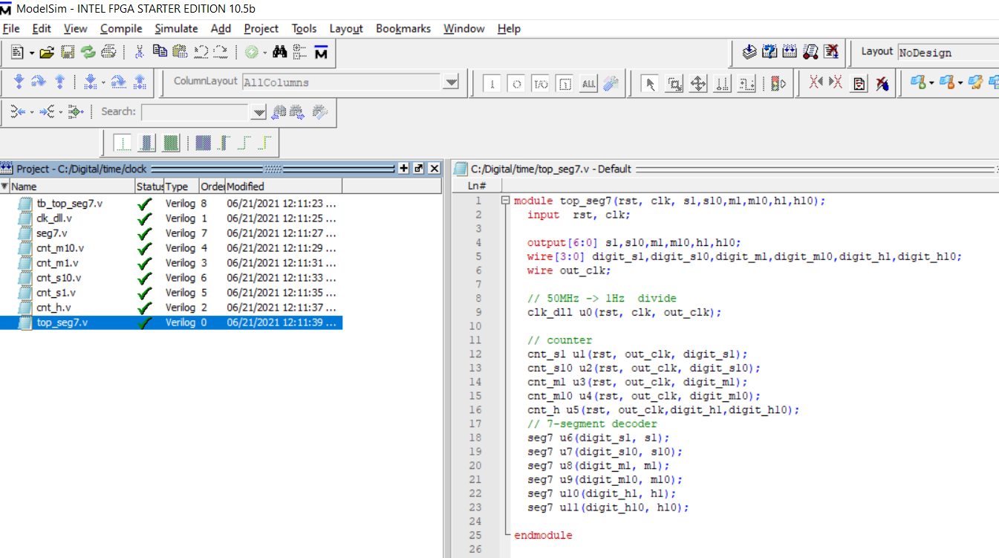 ModelSim - INTEL FPGA STARTER EDITION 10.5b
File Edit View Compile Simulate Add Project Tools Layout Bookmarks Window Help
Layout NoDesign
ColumnLayout AllColumns
Search:
Project - C:/Digital/time/clock
Name Status Type Order Modified
tb_top_seg7.v Verilog 8 06/21/2021 12:11:23 ...
clk_dll.v Verilog 1 06/21/2021 12:11:25 ...
seg7.v Verilog 7 06/21/2021 12:11:27 ...
cnt_m10.v Verilog 4 06/21/2021 12:11:29 ...
cnt_m1.v Verilog 3 06/21/2021 12:11:31 ...
cnt_s10.v Verilog 6 06/21/2021 12:11:33 ...
cnt_s1.v Verilog 5 06/21/2021 12:11:35 ...
cnt_h.v Verilog 2 06/21/2021 12:11:37 ...
top_seg7.v Verilog 0 06/21/2021 12:11:39 ...
C:/Digital/time/top_seg7.v - Default
Ln#
1 module top_seg7(rst, clk, s1,s10,m1,m10,h1,h10);
2 input  rst, clk;
3
4 output[6:0] s1,s10,m1,m10,h1,h10;
5 wire[3:0] digit_s1,digit_s10,digit_m1,digit_m10,digit_h1,digit_h10;
6 wire out_clk;
7
8 // 50MHz -> 1Hz  divide
9 clk_dll u0(rst, clk, out_clk);
10
11 // counter
12 cnt_s1 u1(rst, out_clk, digit_s1);
13 cnt_s10 u2(rst, out_clk, digit_s10);
14 cnt_m1 u3(rst, out_clk, digit_m1);
15 cnt_m10 u4(rst, out_clk, digit_m10);
16 cnt_h u5(rst, out_clk,digit_h1,digit_h10);
17 // 7-segment decoder
18 seg7 u6(digit_s1, s1);
19 seg7 u7(digit_s10, s10);
20 seg7 u8(digit_m1, m1);
21 seg7 u9(digit_m10, m10);
22 seg7 u10(digit_h1, h1);
23 seg7 u11(digit_h10, h10);
24
25 endmodule
26